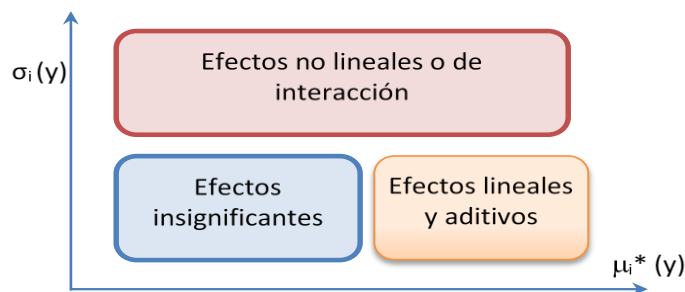 σi (y)
Efectos no lineales o de
interacción
Efectos
insignificantes
Efectos lineales
y aditivos
μi* (y)